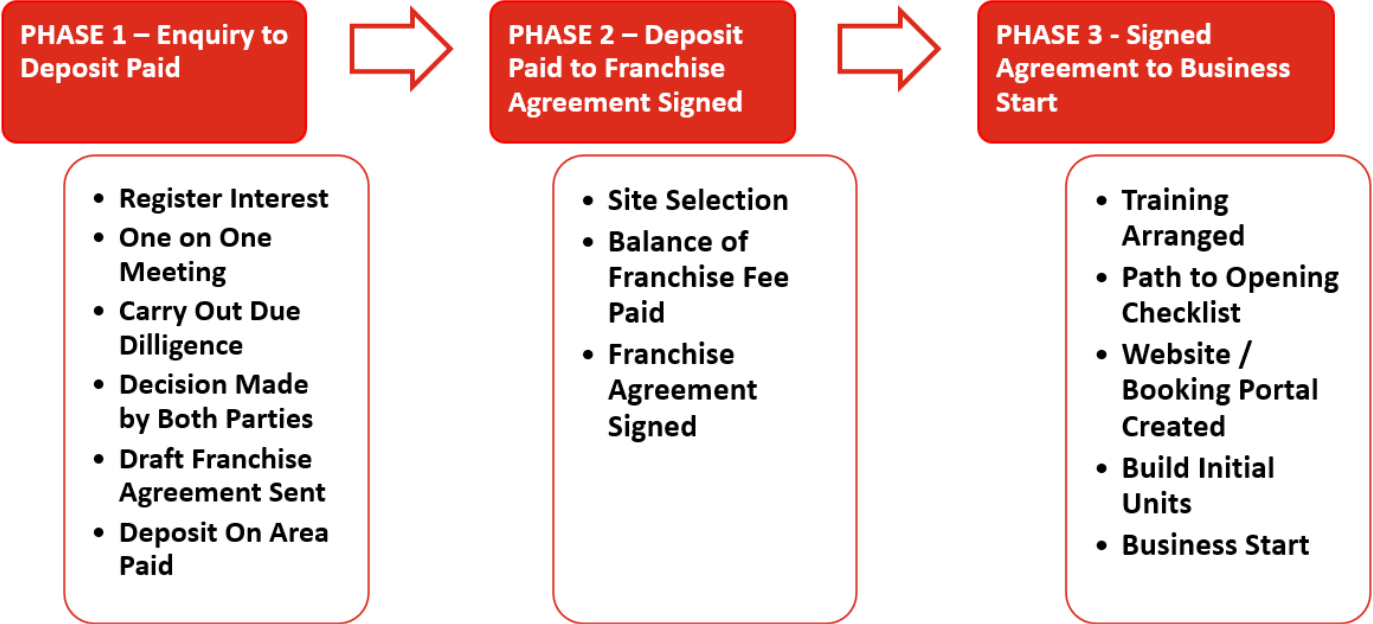 PHASE 1 – Enquiry to
Deposit Paid
• Register Interest
• One on One
Meeting
• Carry Out Due
Dilligence
• Decision Made
by Both Parties
• Draft Franchise
Agreement Sent
• Deposit On Area
Paid
PHASE 2 – Deposit
Paid to Franchise
Agreement Signed
• Site Selection
• Balance of
Franchise Fee
Paid
• Franchise
Agreement
Signed
PHASE 3 - Signed
Agreement to Business
Start
• Training
Arranged
• Path to Opening
Checklist
• Website /
Booking Portal
Created
• Build Initial
Units
• Business Start